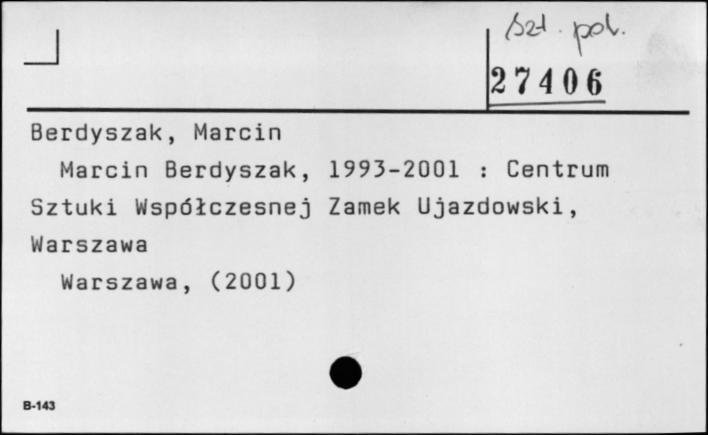 szt. pol.
27406
Berdyszak, Marcin
Marcin Berdyszak, 1993-2001 : Centrum
Sztuki Współczesnej Zamek Ujazdowski,
Warszawa
Warszawa, (2001)
B-143